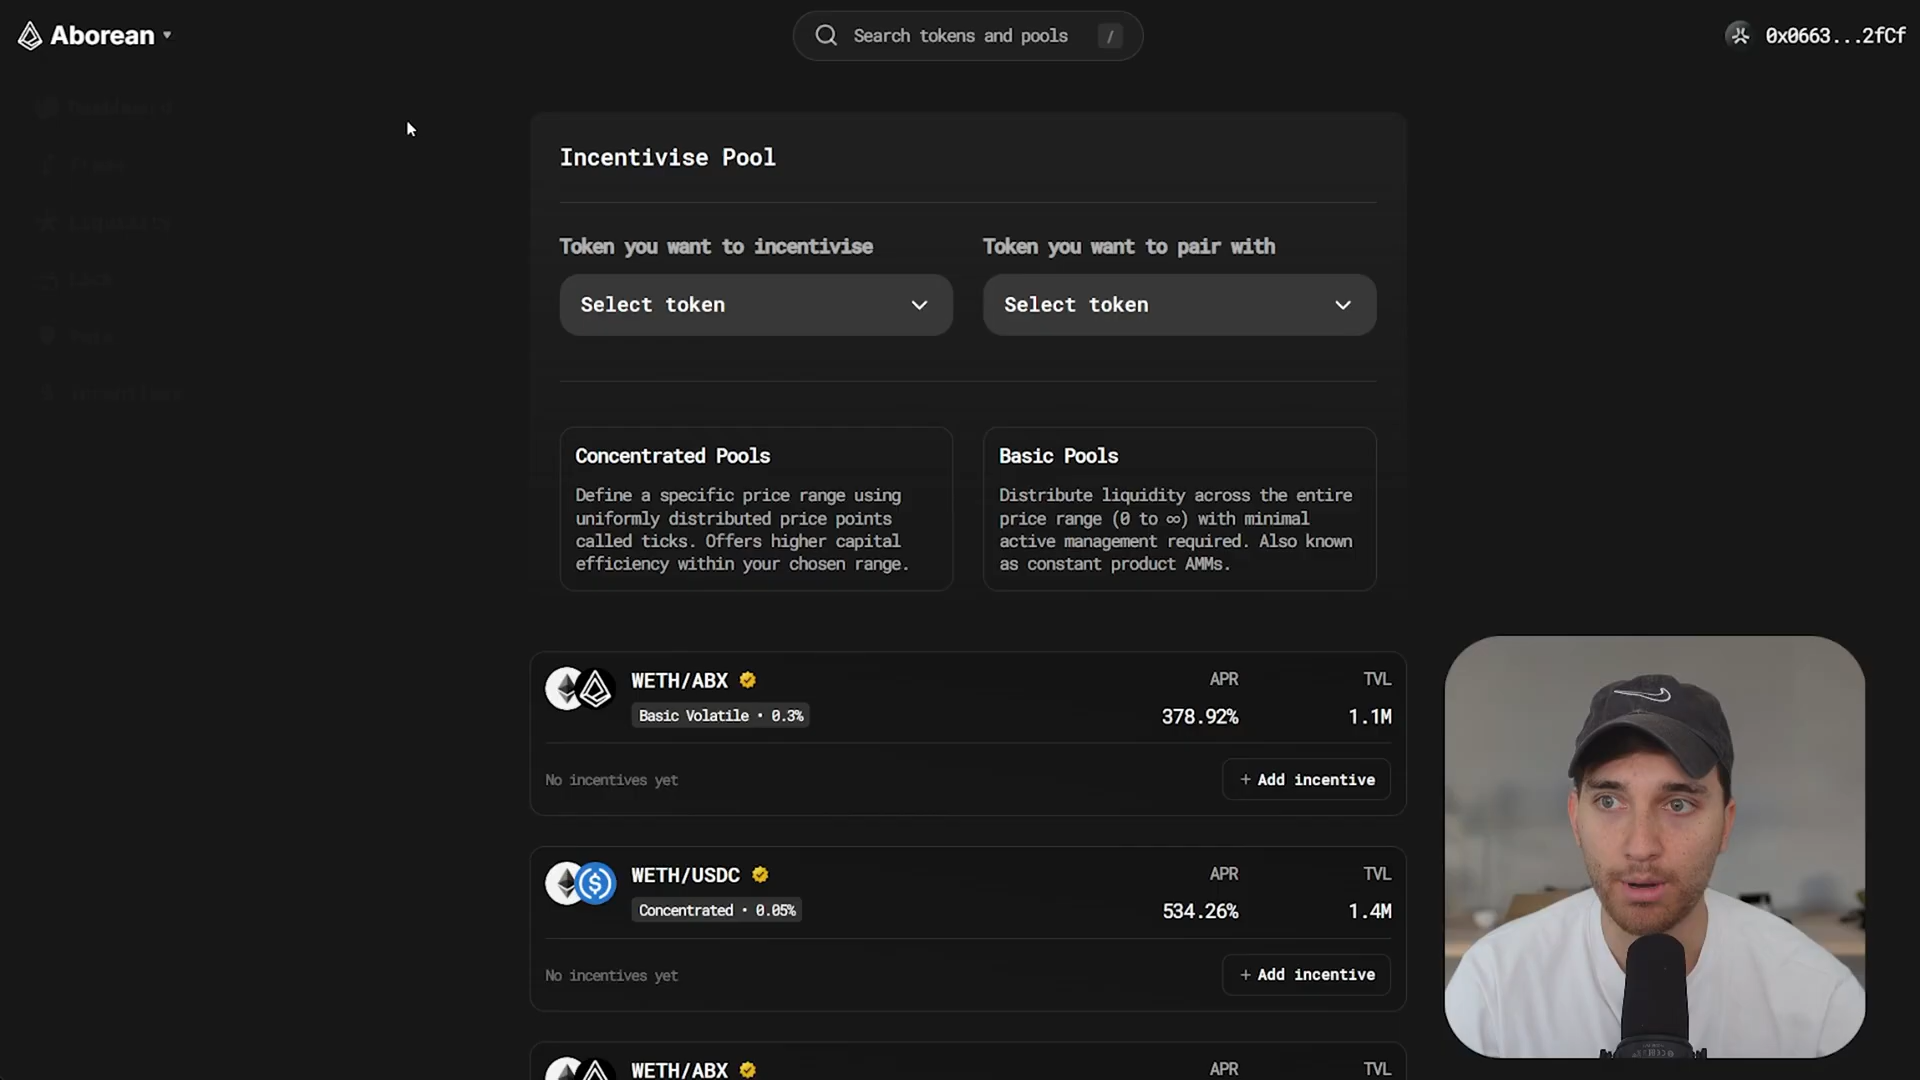 Aborean
Search tokens and pools /
0x0663...2fCf
Dashboard
Liquidity
Lock
Vote
Incentives
Incentivise Pool
Token you want to incentivise
Token you want to pair with
Select token
Select token
Concentrated Pools
Define a specific price range using
uniformly distributed price points
called ticks. Offers higher capital
efficiency within your chosen range.
Basic Pools
Distribute liquidity across the entire
price range (0 to ∞) with minimal
active management required. Also known
as constant product AMMs.
WETH/ABX
Basic Volatile • 0.3%
APR
378.92%
TVL
1.1M
No incentives yet
+ Add incentive
WETH/USDC
Concentrated • 0.05%
APR
534.26%
TVL
1.4M
No incentives yet
+ Add incentive
WETH/ABX
APR
TVL